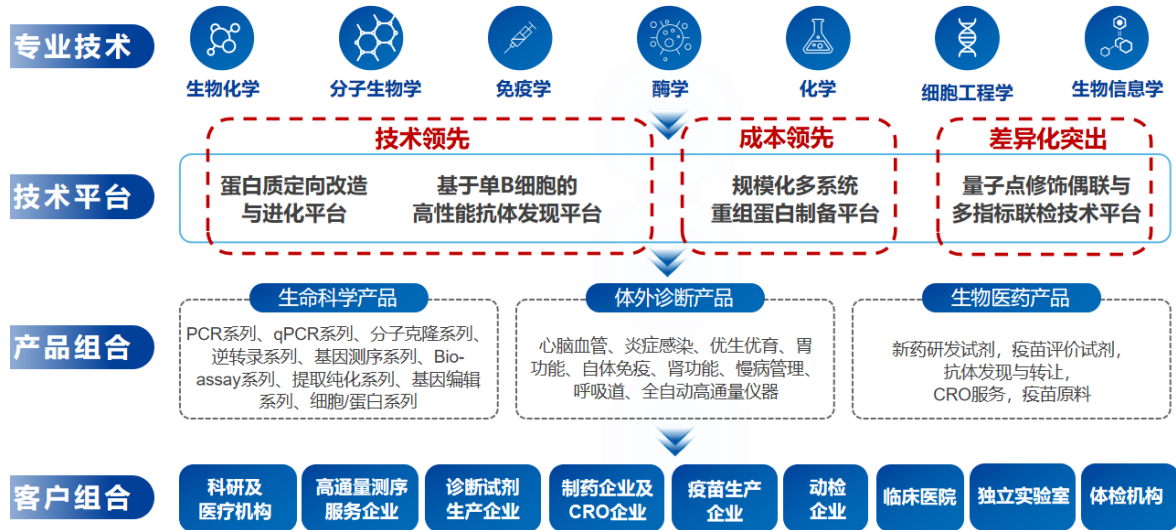 专业技术
生物化学
分子生物学
免疫学
酶学
化学
细胞工程学
生物信息学
技术领先
成本领先
差异化突出
技术平台
蛋白质定向改造
与进化平台
基于单B细胞的
高性能抗体发现平台
规模化多系统
重组蛋白制备平台
量子点修饰偶联与
多指标联检技术平台
产品组合
生命科学产品
PCR系列、qPCR系列、分子克隆系列、
逆转录系列、基因测序系列、Bio-
assay系列、提取纯化系列、基因编辑
系列、细胞/蛋白系列
体外诊断产品
心脑血管、炎症感染、优生优育、胃
功能、自体免疫、肾功能、慢病管理、
呼吸道、全自动高通量仪器
生物医药产品
新药研发试剂，疫苗评价试剂，
抗体发现与转让，
CRO服务，疫苗原料
客户组合
科研及
医疗机构
高通量测序
服务企业
诊断试剂
生产企业
制药企业及
CRO企业
疫苗生产
企业
动检
企业
临床医院
独立实验室
体检机构